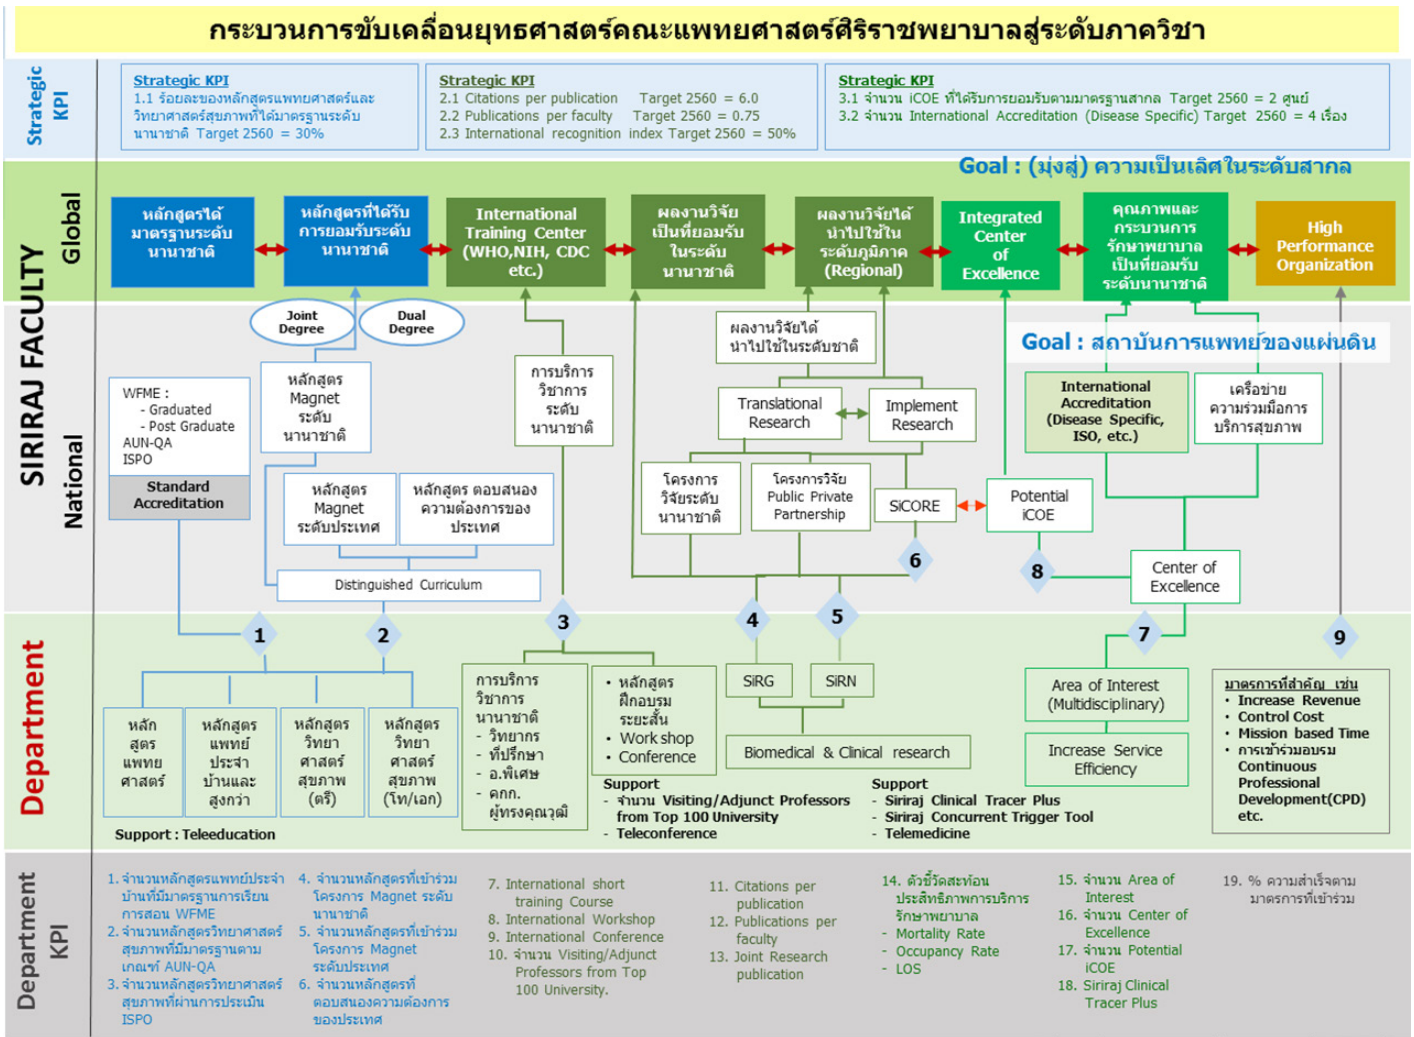 กระบวนการขับเคลื่อนยุทธศาสตร์คณะแพทยศาสตร์ศิริราชพยาบาลสู่ระดับภาควิชา
Strategic
KPI
Strategic KPI
1.1 ร้อยละของหลักสูตรแพทยศาสตร์และ
วิทยาศาสตร์สุขภาพที่ได้มาตรฐานระดับ
นานาชาติ Target 2560 = 30%
Strategic KPI
2.1 Citations per publication Target 2560 = 6.0
2.2 Publications per faculty Target 2560 = 0.75
2.3 International recognition index Target 2560 = 50%
Strategic KPI
3.1 จำนวน iCOE ที่ได้รับการยอมรับตามมาตรฐานสากล Target 2560 = 2 ศูนย์
3.2 จำนวน International Accreditation (Disease Specific) Target 2560 = 4 เรื่อง
SIRIRAJ FACULTY
Global
Goal : (มุ่งสู่) ความเป็นเลิศในระดับสากล
หลักสูตรได้
มาตรฐานระดับ
นานาชาติ
หลักสูตรที่ได้รับ
การยอมรับระดับ
นานาชาติ
International
Training Center
(WHO,NIH, CDC
etc.)
ผลงานวิจัย
เป็นที่ยอมรับ
ในระดับ
นานาชาติ
ผลงานวิจัยได้
นำไปใช้ใน
ระดับภูมิภาค
(Regional)
Integrated
Center
of
Excellence
คุณภาพและ
กระบวนการ
รักษาพยาบาล
เป็นที่ยอมรับ
ระดับนานาชาติ
High
Performance
Organization
National
Joint
Degree
Dual
Degree
Goal : สถาบันการแพทย์ของแผ่นดิน
WFME :
- Graduated
- Post Graduate
AUN-QA
ISPO
Standard
Accreditation
หลักสูตร
Magnet
ระดับ
นานาชาติ
หลักสูตร
Magnet
ระดับประเทศ
หลักสูตร ตอบสนอง
ความต้องการของ
ประเทศ
Distinguished Curriculum
การบริการ
วิชาการ
ระดับ
นานาชาติ
ผลงานวิจัยได้
นำไปใช้ในระดับชาติ
Translational
Research
Implement
Research
โครงการ
วิจัยระดับ
นานาชาติ
โครงการวิจัย
Public Private
Partnership
SiCORE
Potential
iCOE
International
Accreditation
(Disease Specific,
ISO, etc.)
เครือข่าย
ความร่วมมือการ
บริการสุขภาพ
Center of
Excellence
6
8
Department
1
2
3
4
5
7
9
หลัก
สูตร
แพทย
ศาสตร์
หลักสูตร
แพทย์
ประจำ
บ้านและ
สูงกว่า
หลักสูตร
วิทยา
ศาสตร์
สุขภาพ
(ตรี)
หลักสูตร
วิทยา
ศาสตร์
สุขภาพ
(โท/เอก)
Support : Teleeducation
การบริการ
วิชาการ
นานาชาติ
- วิทยากร
- ที่ปรึกษา
- อ.พิเศษ
- คกก.
ผู้ทรงคุณวุฒิ
• หลักสูตร
ฝึกอบรม
ระยะสั้น
• Work shop
• Conference
SiRG
SiRN
Biomedical & Clinical research
Support
- จำนวน Visiting/Adjunct Professors
from Top 100 University
- Teleconference
Support
- Siriraj Clinical Tracer Plus
- Siriraj Concurrent Trigger Tool
- Telemedicine
Area of Interest
(Multidisciplinary)
Increase Service
Efficiency
มาตรการที่สำคัญ เช่น
• Increase Revenue
• Control Cost
• Mission based Time
• การเข้าร่วมอบรม
Continuous
Professional
Development(CPD)
etc.
Department
KPI
1. จำนวนหลักสูตรแพทย์ประจำ
บ้านที่มีมาตรฐานการเรียน
การสอน WFME
2. จำนวนหลักสูตรวิทยาศาสตร์
สุขภาพที่มีมาตรฐานตาม
เกณฑ์ AUN-QA
3. จำนวนหลักสูตรวิทยาศาสตร์
สุขภาพที่ผ่านการประเมิน
ISPO
4. จำนวนหลักสูตรที่เข้าร่วม
โครงการ Magnet ระดับ
นานาชาติ
5. จำนวนหลักสูตรที่เข้าร่วม
โครงการ Magnet
ระดับประเทศ
6. จำนวนหลักสูตรที่
ตอบสนองความต้องการ
ของประเทศ
7. International short
training Course
8. International Workshop
9. International Conference
10. จำนวน Visiting/Adjunct
Professors from Top
100 University.
11. Citations per
publication
12. Publications per
faculty
13. Joint Research
publication
14. ตัวชี้วัดสะท้อน
ประสิทธิภาพการบริการ
รักษาพยาบาล
- Mortality Rate
- Occupancy Rate
- LOS
15. จำนวน Area of
Interest
16. จำนวน Center of
Excellence
17. จำนวน Potential
iCOE
18. Siriraj Clinical
Tracer Plus
19. % ความสำเร็จตาม
มาตรการที่เข้าร่วม